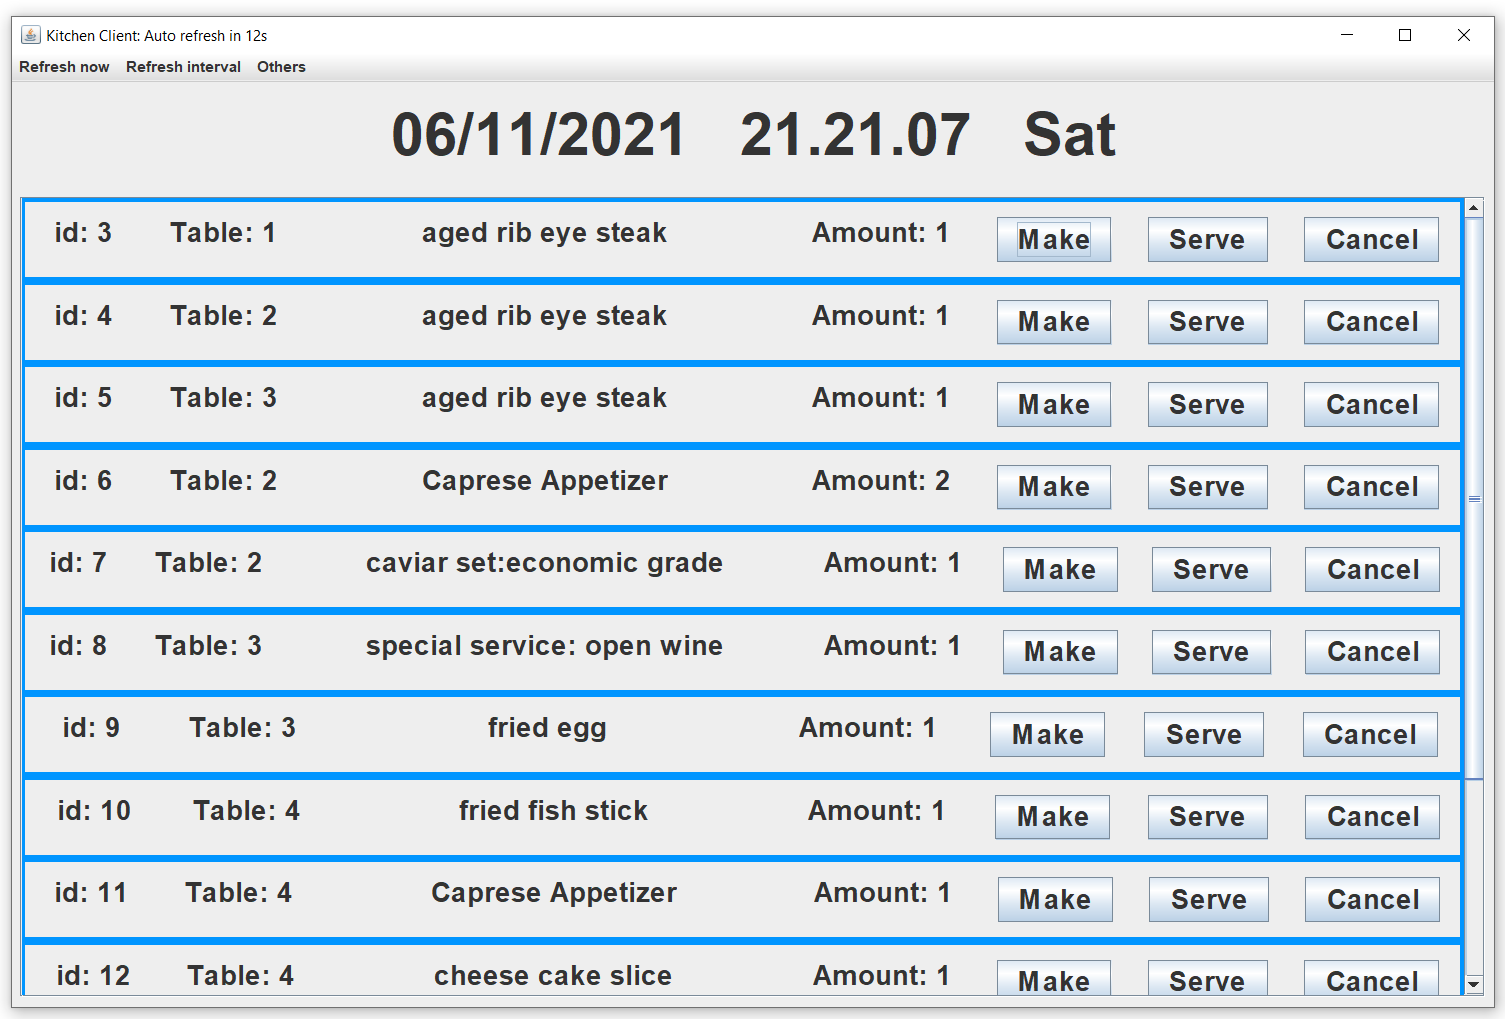 Kitchen Client: Auto refresh in 12s
Refresh now Refresh interval Others
06/11/2021 21.21.07 Sat
id: 3 Table: 1 aged rib eye steak Amount: 1 Make Serve Cancel
id: 4 Table: 2 aged rib eye steak Amount: 1 Make Serve Cancel
id: 5 Table: 3 aged rib eye steak Amount: 1 Make Serve Cancel
id: 6 Table: 2 Caprese Appetizer Amount: 2 Make Serve Cancel
id: 7 Table: 2 caviar set:economic grade Amount: 1 Make Serve Cancel
id: 8 Table: 3 special service: open wine Amount: 1 Make Serve Cancel
id: 9 Table: 3 fried egg Amount: 1 Make Serve Cancel
id: 10 Table: 4 fried fish stick Amount: 1 Make Serve Cancel
id: 11 Table: 4 Caprese Appetizer Amount: 1 Make Serve Cancel
id: 12 Table: 4 cheese cake slice Amount: 1 Make Serve Cancel